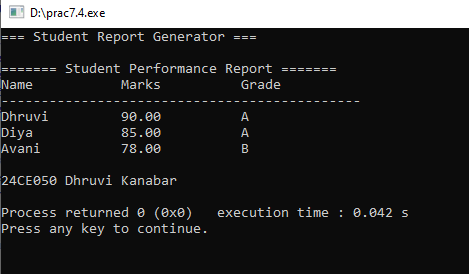 D:\prac7.4.exe
=== Student Report Generator ===
======= Student Performance Report =======
Name Marks Grade
---------------------------------------------
Dhruvi 90.00 A
Diya 85.00 A
Avani 78.00 B
24CE050 Dhruvi Kanabar
Process returned 0 (0x0) execution time : 0.042 s
Press any key to continue.